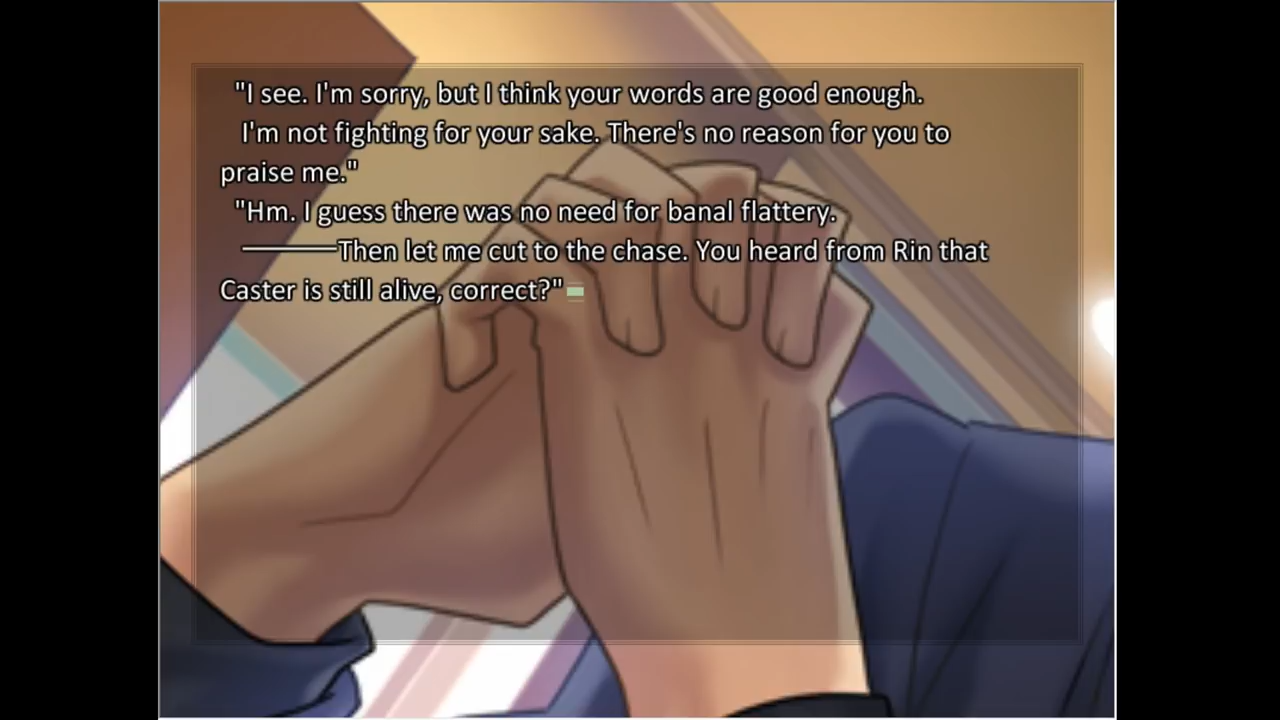 "I see. I'm sorry, but I think your words are good enough.
I'm not fighting for your sake. There's no reason for you to
praise me."
"Hm. I guess there was no need for banal flattery.
————Then let me cut to the chase. You heard from Rin that
Caster is still alive, correct?"